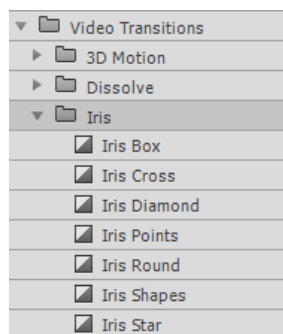 Video Transitions
3D Motion
Dissolve
Iris
Iris Box
Iris Cross
Iris Diamond
Iris Points
Iris Round
Iris Shapes
Iris Star